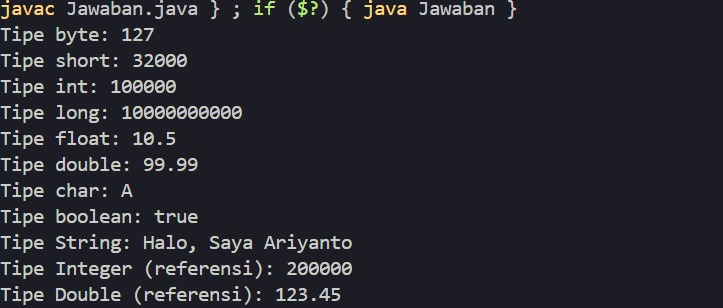 javac Jawaban.java } ; if ($?) { java Jawaban }
Tipe byte: 127
Tipe short: 32000
Tipe int: 100000
Tipe long: 10000000000
Tipe float: 10.5
Tipe double: 99.99
Tipe char: A
Tipe boolean: true
Tipe String: Halo, Saya Ariyanto
Tipe Integer (referensi): 200000
Tipe Double (referensi): 123.45